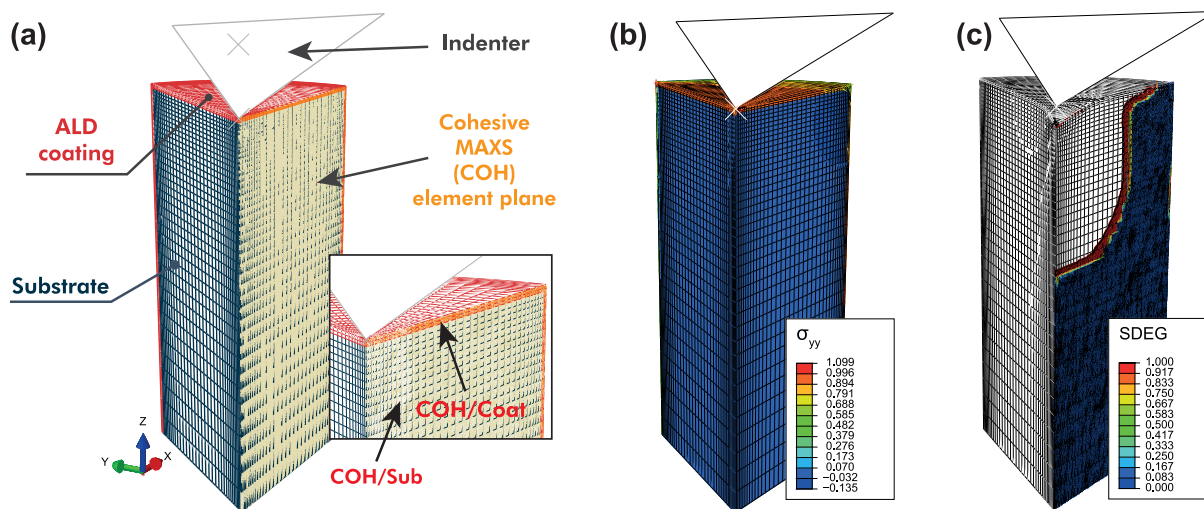 (a)
Indenter
ALD
coating
Cohesive
MAXS
(COH)
element plane
Substrate
COH/Coat
COH/Sub
Z
Y
X
(b)
σyy
1.099
0.996
0.894
0.791
0.688
0.585
0.482
0.379
0.276
0.173
0.070
−0.032
−0.135
(c)
SDEG
1.000
0.917
0.833
0.750
0.667
0.583
0.500
0.417
0.333
0.250
0.167
0.083
0.000